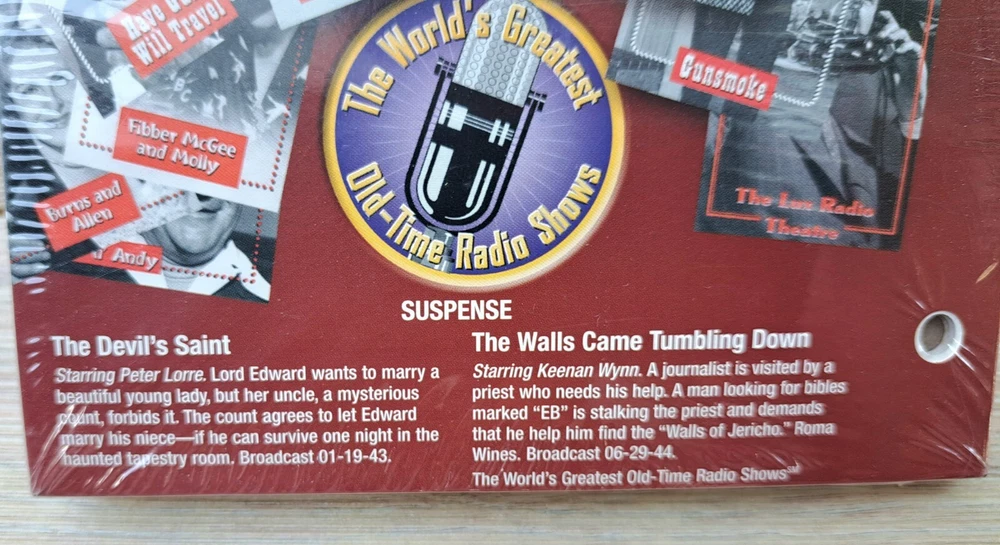 Have
Will Travel
Gunsmoke
Fibber McGee
and Molly
Burns and
Allen
Andy
The Lux Radio
Theatre
The World's Greatest
Old-Time Radio Shows
SUSPENSE
The Devil's Saint
Starring Peter Lorre. Lord Edward wants to marry a
beautiful young lady, but her uncle, a mysterious
count, forbids it. The count agrees to let Edward
marry his niece—if he can survive one night in the
haunted tapestry room. Broadcast 01-19-43.
The Walls Came Tumbling Down
Starring Keenan Wynn. A journalist is visited by a
priest who needs his help. A man looking for bibles
marked “EB” is stalking the priest and demands
that he help him find the “Walls of Jericho.” Roma
Wines. Broadcast 06-29-44.
The World's Greatest Old-Time Radio Shows℠